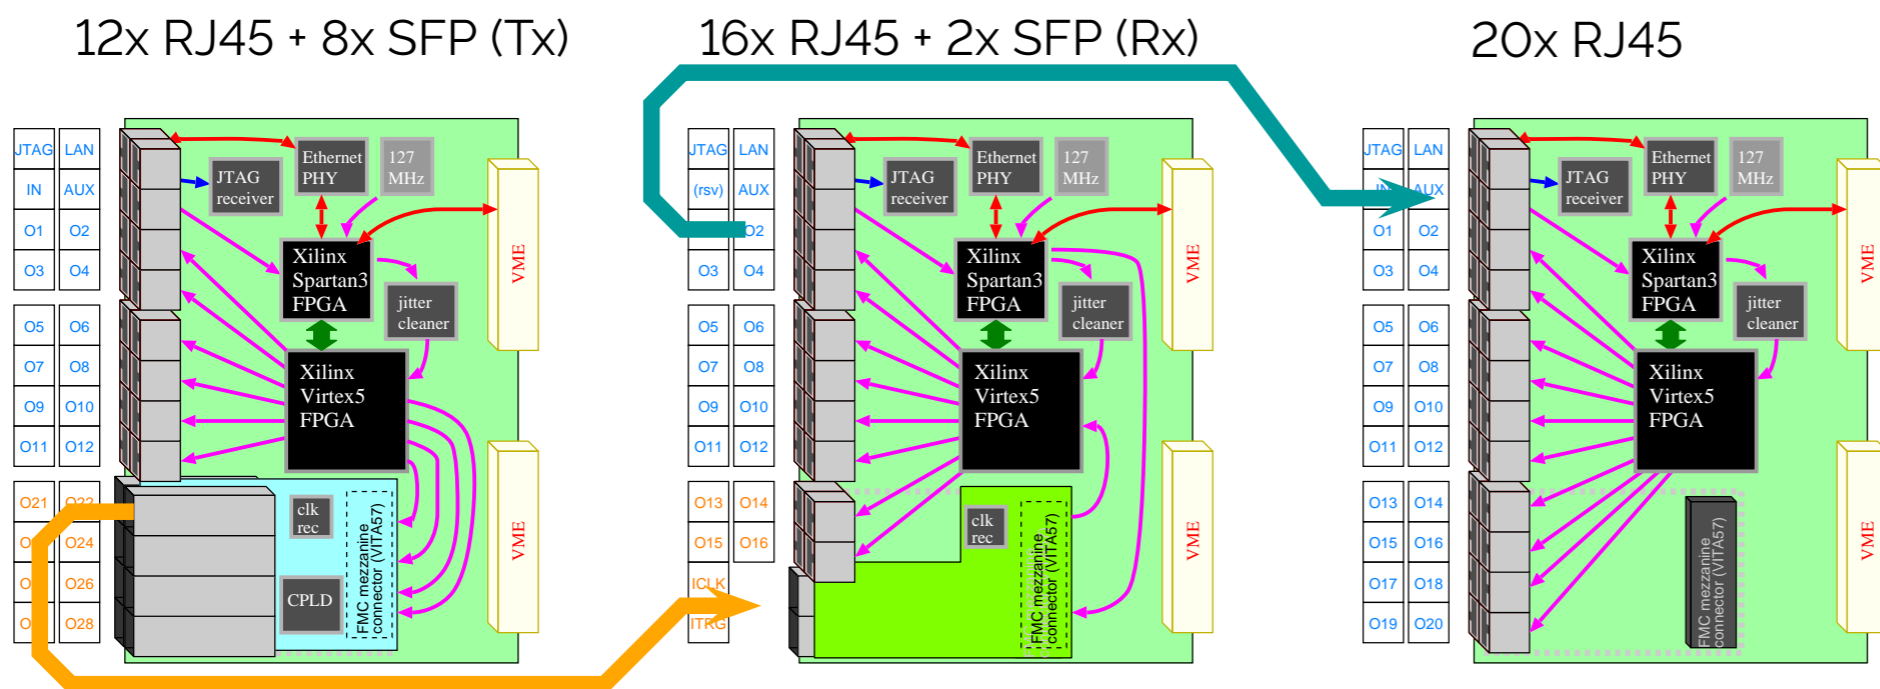 12x RJ45 + 8x SFP (Tx)
16x RJ45 + 2x SFP (Rx)
20x RJ45
JTAG LAN
IN AUX
O1 O2
O3 O4
O5 O6
O7 O8
O9 O10
O11 O12
O21 O22
O24
O26
O28
JTAG
receiver
Ethernet
PHY
127
MHz
Xilinx
Spartan3
FPGA
jitter
cleaner
Xilinx
Virtex5
FPGA
clk
rec
CPLD
FMC mezzanine
connector (VITA57)
VME
VME
JTAG LAN
(rsv) AUX
O2
O3 O4
O5 O6
O7 O8
O9 O10
O11 O12
O13 O14
O15 O16
ICLK
ITRG
JTAG
receiver
Ethernet
PHY
127
MHz
Xilinx
Spartan3
FPGA
jitter
cleaner
Xilinx
Virtex5
FPGA
clk
rec
FMC mezzanine
connector (VITA57)
VME
VME
JTAG LAN
IN AUX
O1 O2
O3 O4
O5 O6
O7 O8
O9 O10
O11 O12
O13 O14
O15 O16
O17 O18
O19 O20
JTAG
receiver
Ethernet
PHY
127
MHz
Xilinx
Spartan3
FPGA
jitter
cleaner
Xilinx
Virtex5
FPGA
FMC mezzanine
connector (VITA57)
VME
VME